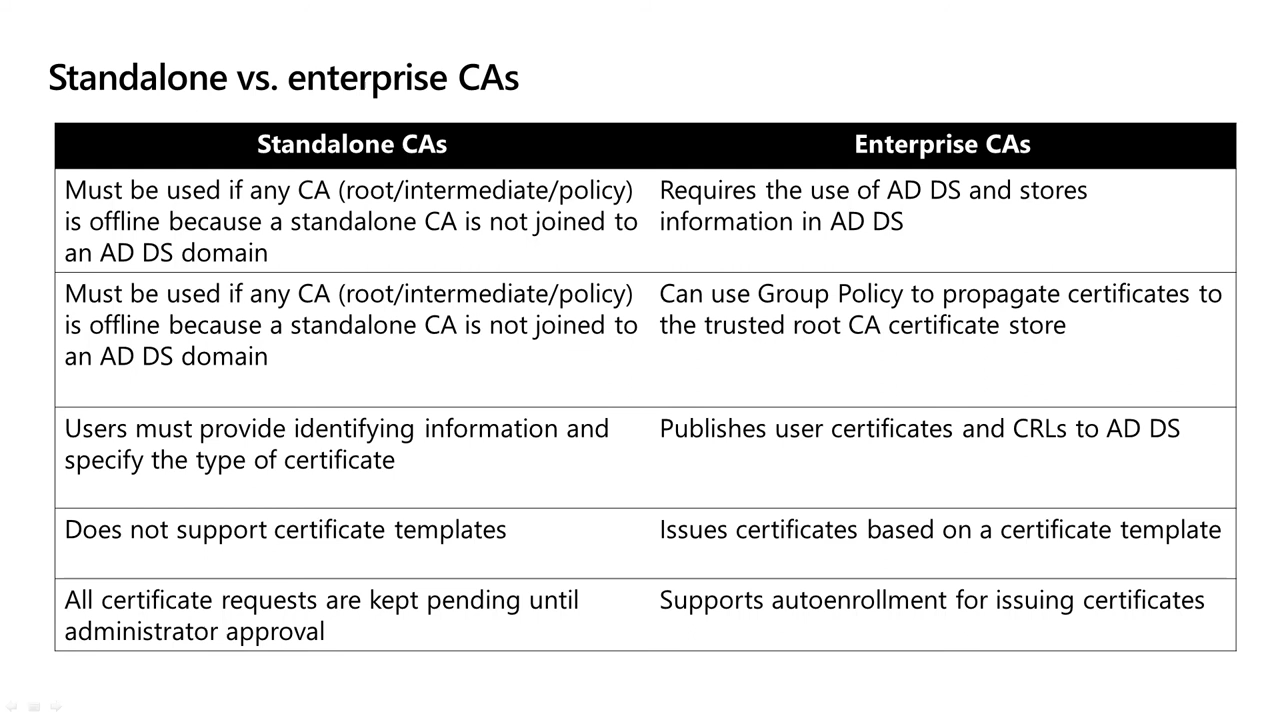 Standalone vs. enterprise CAs
Standalone CAs
Enterprise CAs
Must be used if any CA (root/intermediate/policy)
is offline because a standalone CA is not joined to
an AD DS domain
Requires the use of AD DS and stores
information in AD DS
Must be used if any CA (root/intermediate/policy)
is offline because a standalone CA is not joined to
an AD DS domain
Can use Group Policy to propagate certificates to
the trusted root CA certificate store
Users must provide identifying information and
specify the type of certificate
Publishes user certificates and CRLs to AD DS
Does not support certificate templates
Issues certificates based on a certificate template
All certificate requests are kept pending until
administrator approval
Supports autoenrollment for issuing certificates